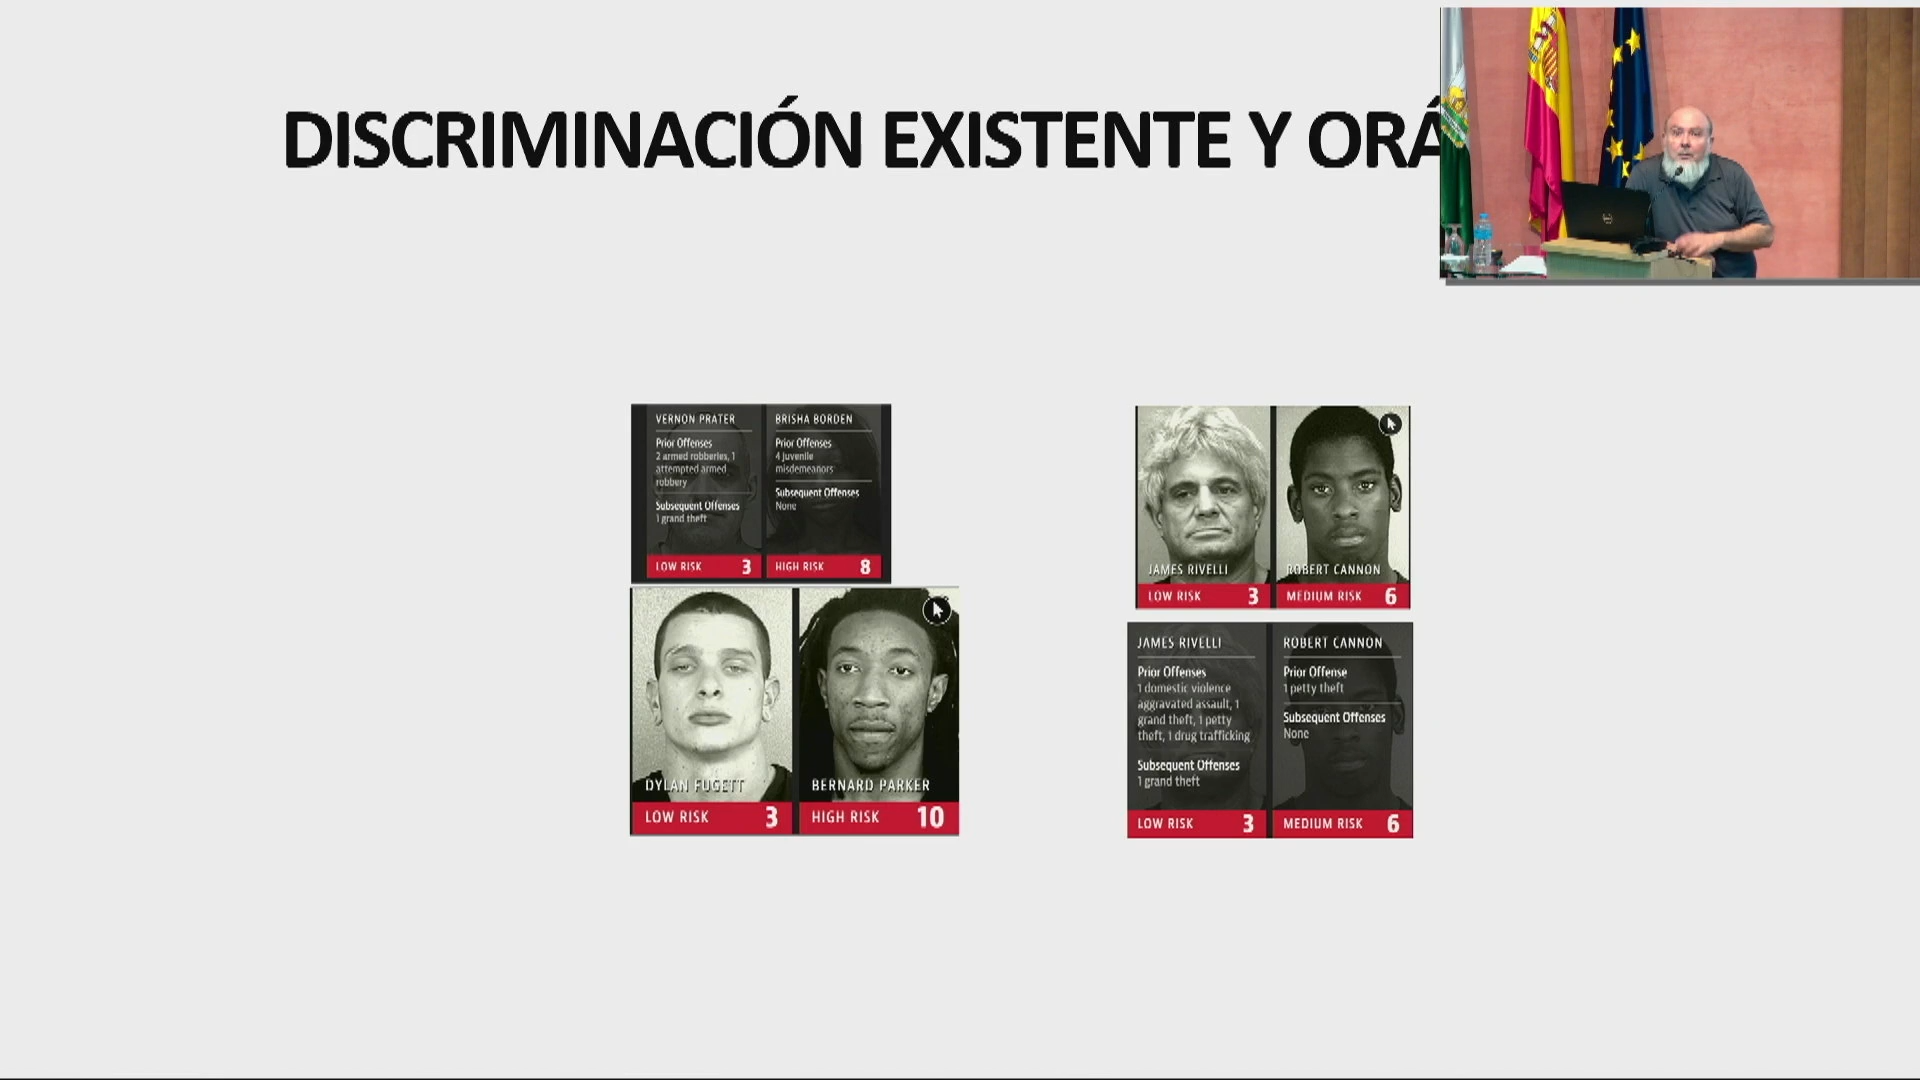 DISCRIMINACIÓN EXISTENTE Y ORÁ
VERNON PRATER
Prior Offenses
2 armed robberies, 1
attempted armed
robbery
Subsequent Offenses
1 grand theft
LOW RISK 3
BRISHA BORDEN
Prior Offenses
4 juvenile
misdemeanors
Subsequent Offenses
None
HIGH RISK 8
DYLAN FUGETT
LOW RISK 3
BERNARD PARKER
HIGH RISK 10
JAMES RIVELLI
LOW RISK 3
ROBERT CANNON
MEDIUM RISK 6
JAMES RIVELLI
Prior Offenses
1 domestic violence
aggravated assault, 1
grand theft, 1 petty
theft, 1 drug trafficking
Subsequent Offenses
1 grand theft
LOW RISK 3
ROBERT CANNON
Prior Offense
1 petty theft
Subsequent Offenses
None
MEDIUM RISK 6